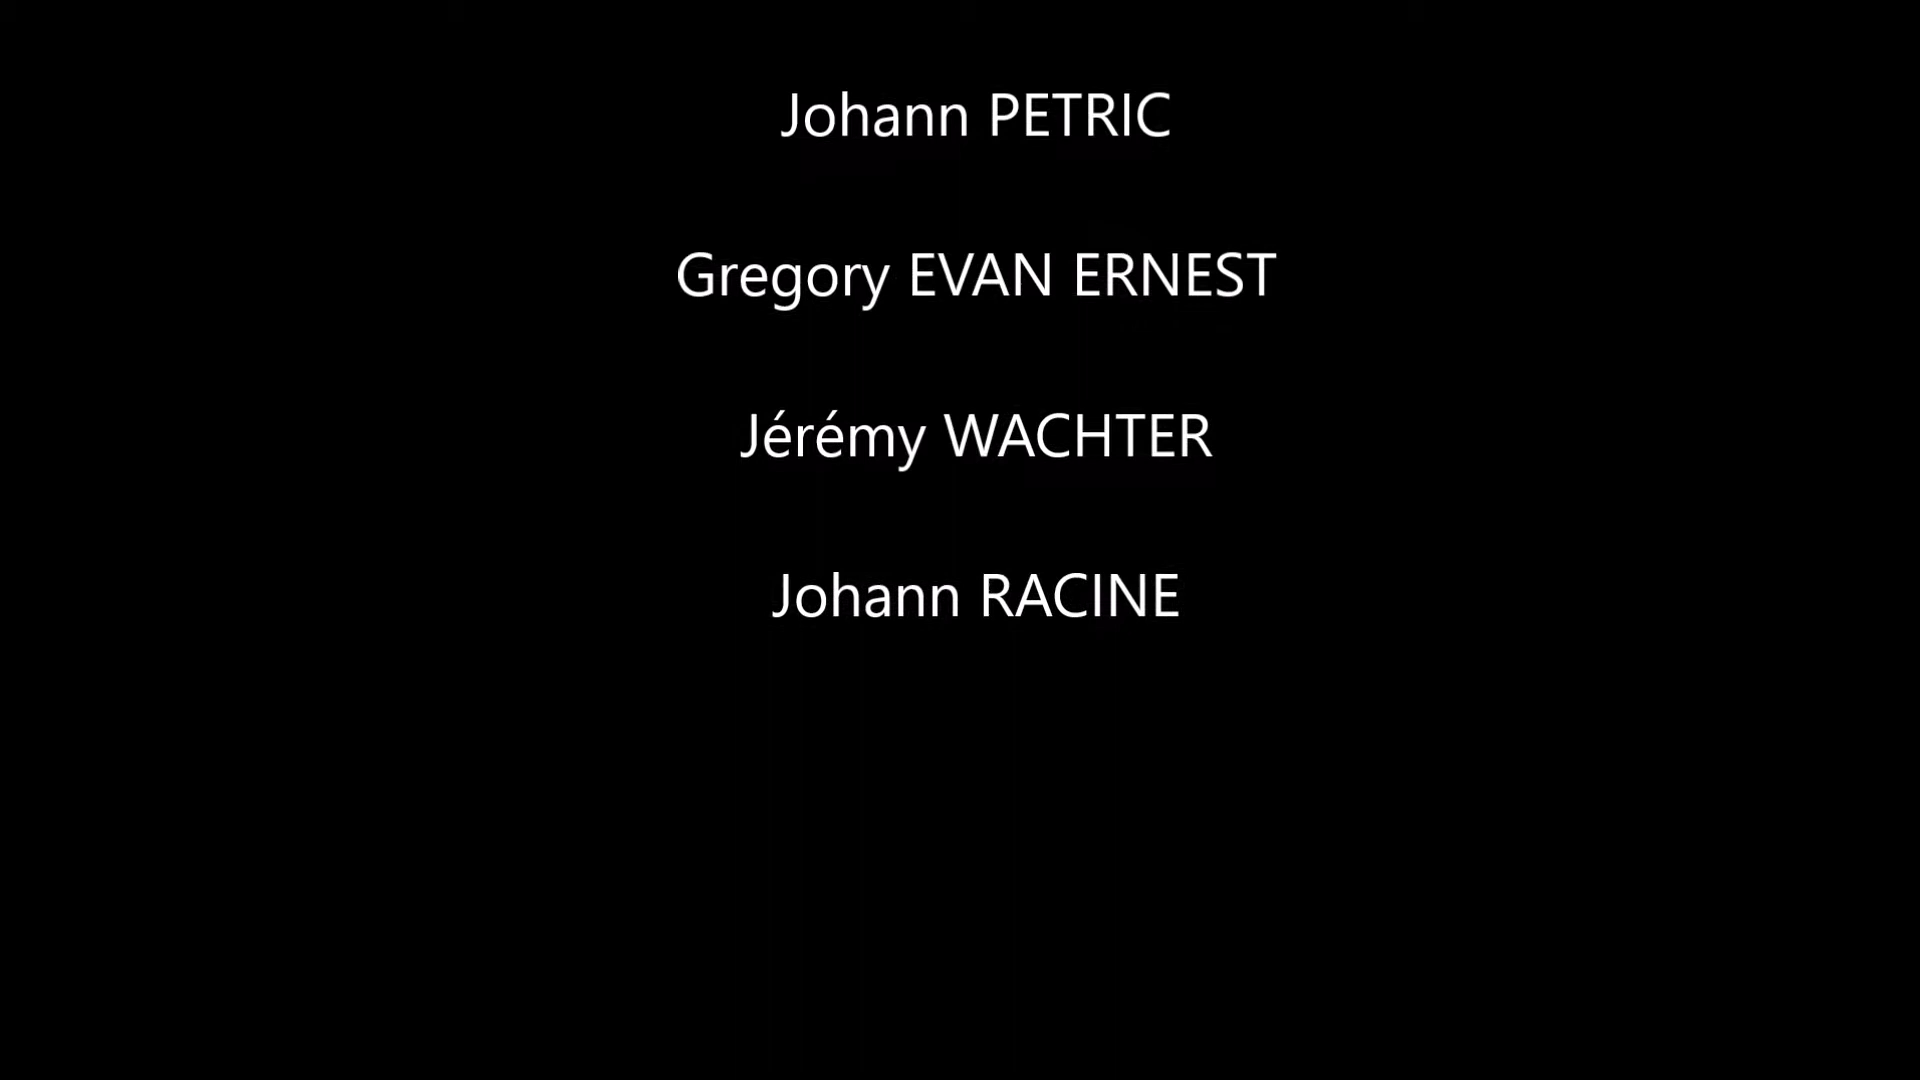 Johann PETRIC
Gregory EVAN ERNEST
Jérémy WACHTER
Johann RACINE